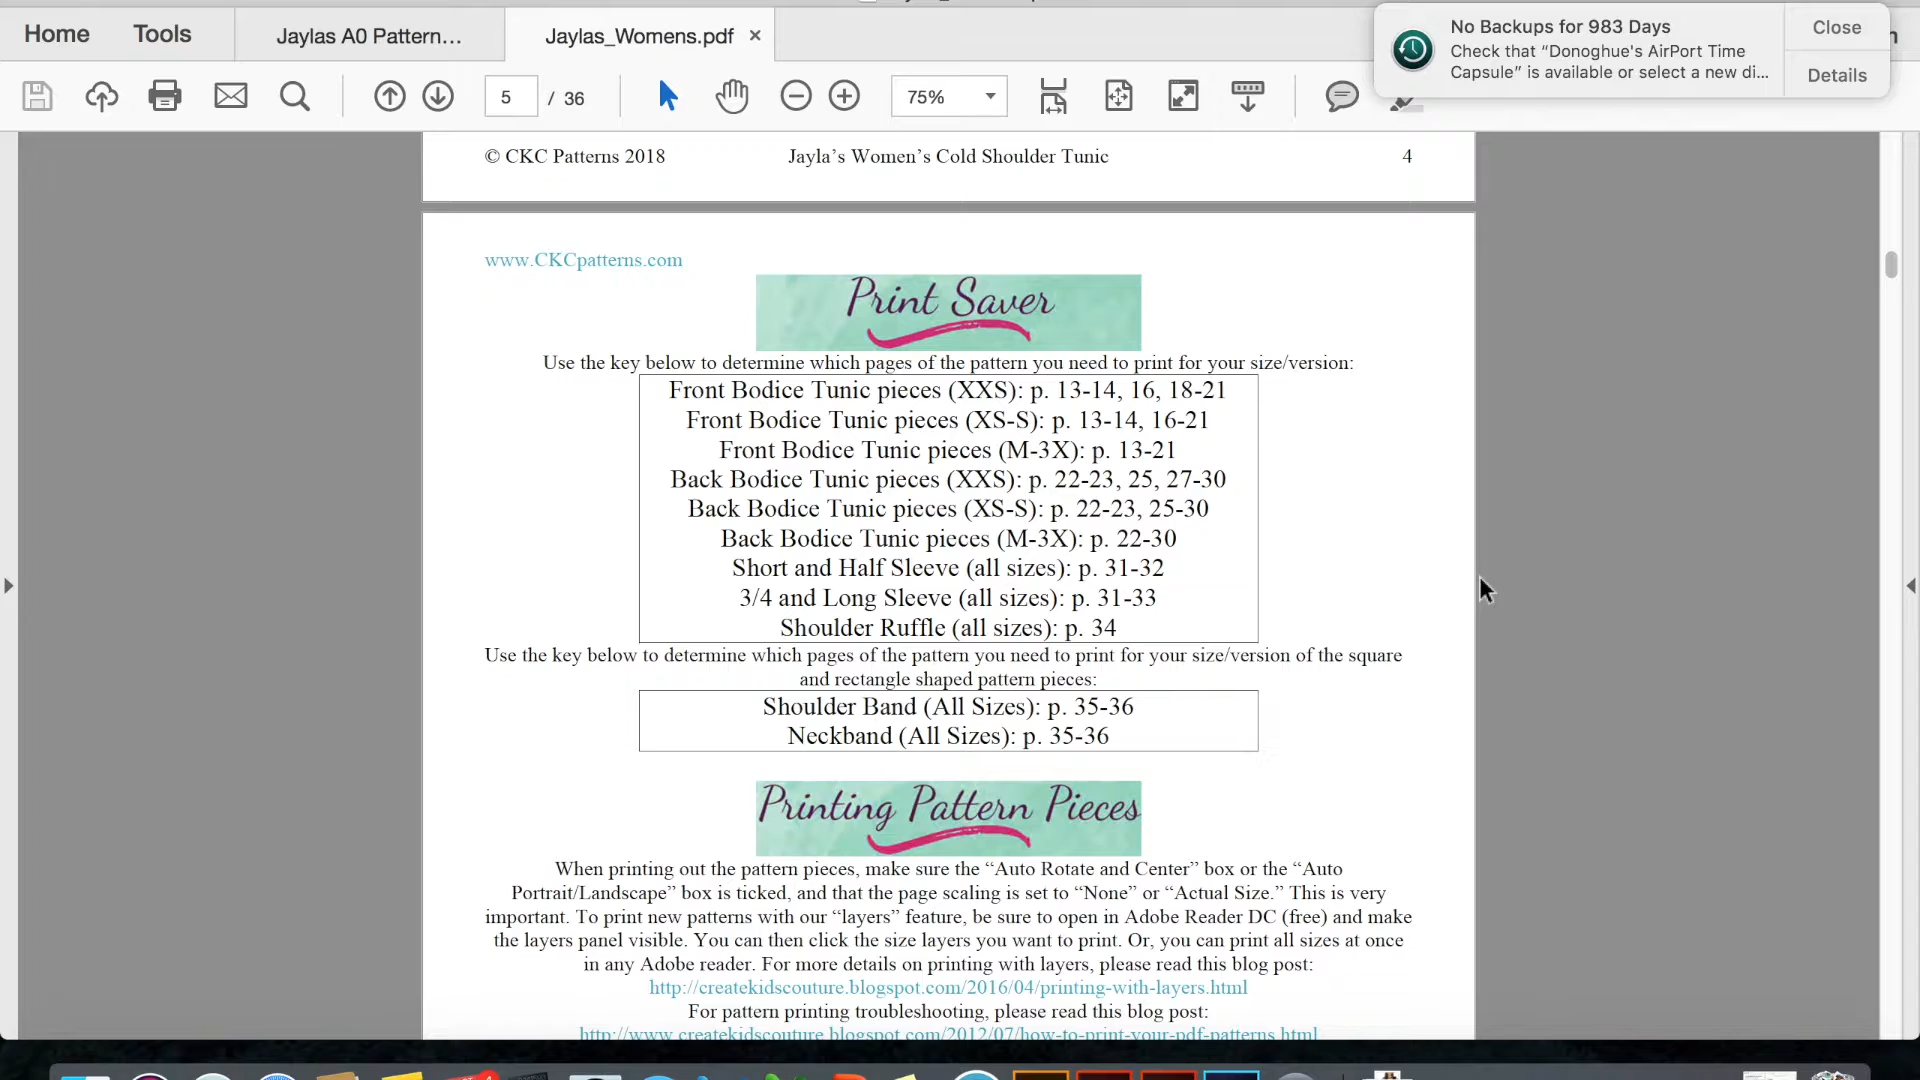 Home
Tools
Jaylas A0 Pattern...
Jaylas_Womens.pdf
No Backups for 983 Days
Check that “Donoghue's AirPort Time
Capsule” is available or select a new di...
Close
Details
5
/ 36
75%
© CKC Patterns 2018
Jayla’s Women’s Cold Shoulder Tunic
4
www.CKCpatterns.com
Print Saver
Use the key below to determine which pages of the pattern you need to print for your size/version:
Front Bodice Tunic pieces (XXS): p. 13-14, 16, 18-21
Front Bodice Tunic pieces (XS-S): p. 13-14, 16-21
Front Bodice Tunic pieces (M-3X): p. 13-21
Back Bodice Tunic pieces (XXS): p. 22-23, 25, 27-30
Back Bodice Tunic pieces (XS-S): p. 22-23, 25-30
Back Bodice Tunic pieces (M-3X): p. 22-30
Short and Half Sleeve (all sizes): p. 31-32
3/4 and Long Sleeve (all sizes): p. 31-33
Shoulder Ruffle (all sizes): p. 34
Use the key below to determine which pages of the pattern you need to print for your size/version of the square
and rectangle shaped pattern pieces:
Shoulder Band (All Sizes): p. 35-36
Neckband (All Sizes): p. 35-36
Printing Pattern Pieces
When printing out the pattern pieces, make sure the “Auto Rotate and Center” box or the “Auto
Portrait/Landscape” box is ticked, and that the page scaling is set to “None” or “Actual Size.” This is very
important. To print new patterns with our “layers” feature, be sure to open in Adobe Reader DC (free) and make
the layers panel visible. You can then click the size layers you want to print. Or, you can print all sizes at once
in any Adobe reader. For more details on printing with layers, please read this blog post:
http://createkidscouture.blogspot.com/2016/04/printing-with-layers.html
For pattern printing troubleshooting, please read this blog post:
http://www.createkidscouture.blogspot.com/2012/07/how-to-print-your-pdf-patterns.html